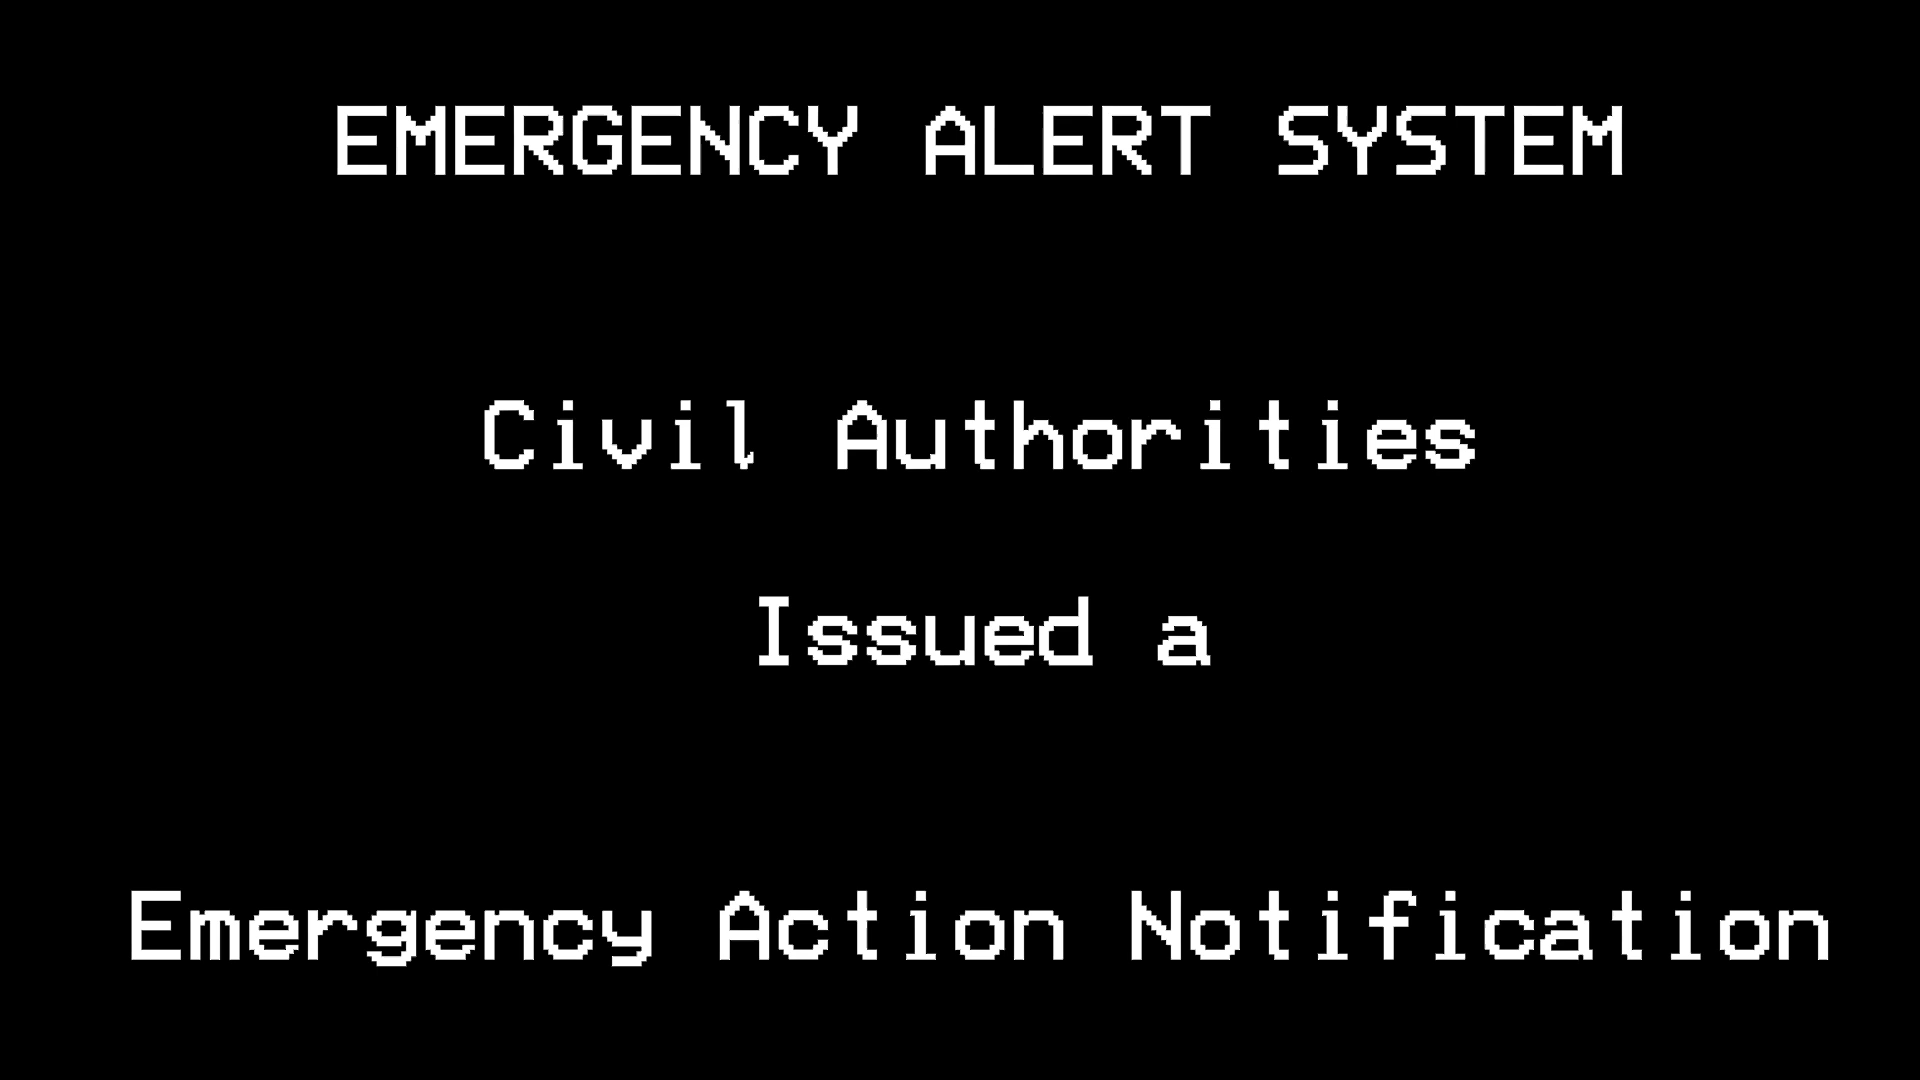 EMERGENCY ALERT SYSTEM
Civil Authorities
Issued a
Emergency Action Notification